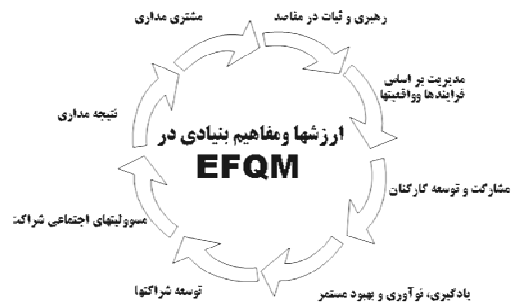 رهبری و ثبات در مقاصد
مشتری مداری
مدیریت بر اساس
فرایندها وواقعیتها
نتیجه مداری
ارزشها ومفاهیم بنیادی در
EFQM
مشارکت و توسعه کارکنان
مسوولیتهای اجتماعی شراکت
توسعه شراکتها
یادگیری، نوآوری و بهبود مستمر